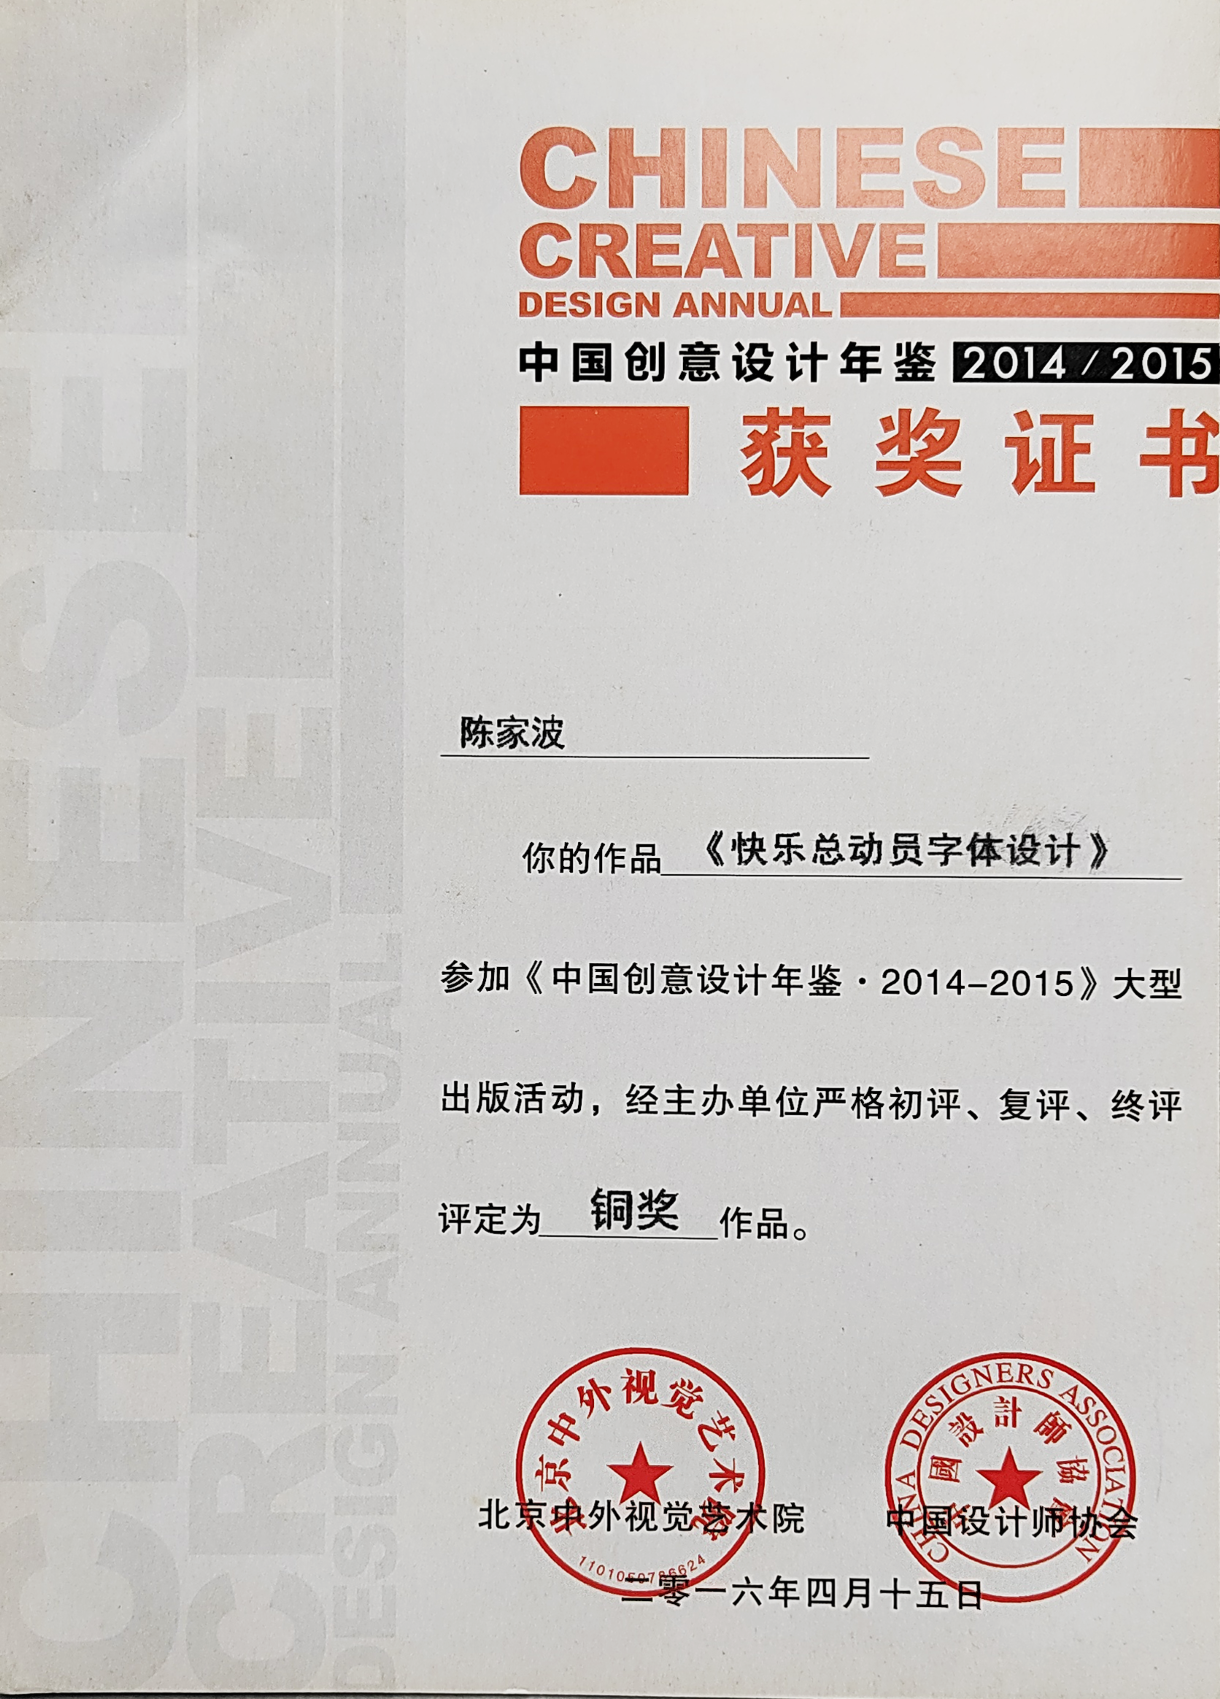 CHINESE
CREATIVE
DESIGN ANNUAL
中国创意设计年鉴 2014/2015
获奖证书
陈家波
你的作品 《快乐总动员字体设计》
参加《中国创意设计年鉴·2014-2015》大型
出版活动，经主办单位严格初评、复评、终评
评定为 铜奖 作品。
北京中外视觉艺术院
CHINA DESIGNERS ASSOCIATION
中國設計師協會
北京中外视觉艺术院 中国设计师协会
二零一六年四月十五日
CHINESE
CREATIVE
DESIGN ANNUAL